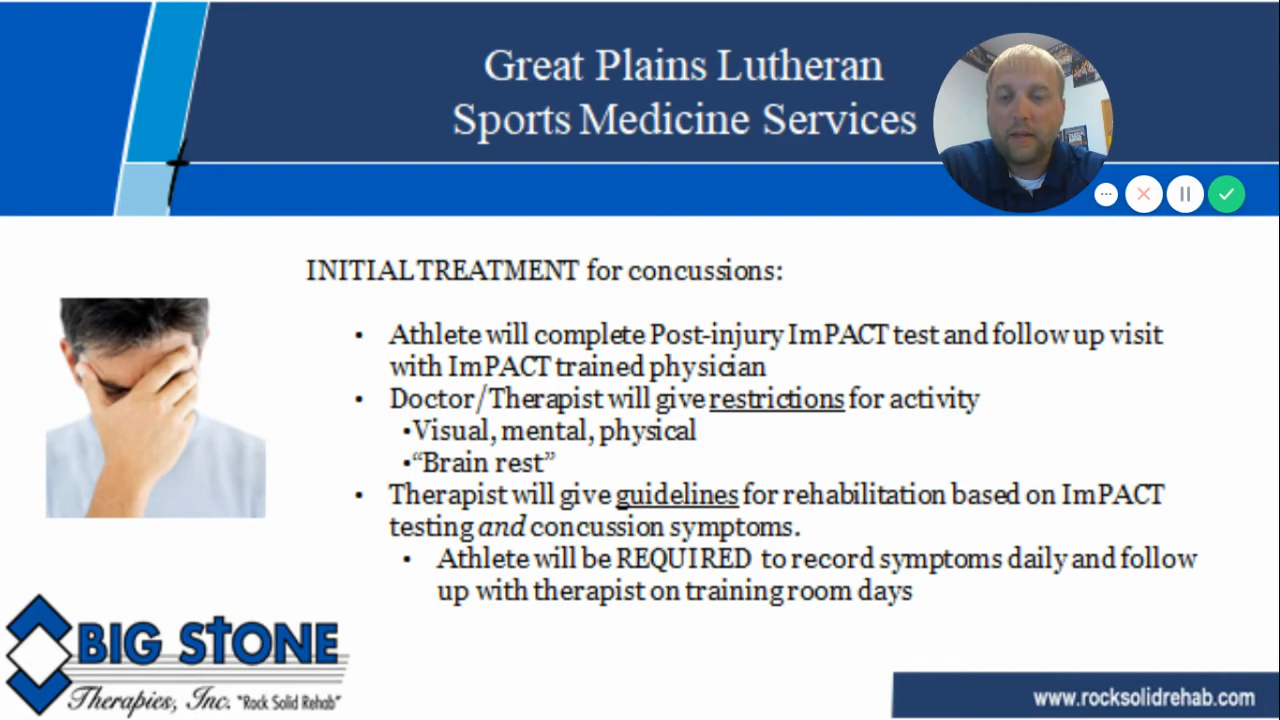 Great Plains Lutheran
Sports Medicine Services
INITIAL TREATMENT for concussions:
• Athlete will complete Post-injury ImPACT test and follow up visit
with ImPACT trained physician
• Doctor/Therapist will give restrictions for activity
•Visual, mental, physical
•“Brain rest”
• Therapist will give guidelines for rehabilitation based on ImPACT
testing and concussion symptoms.
• Athlete will be REQUIRED to record symptoms daily and follow
up with therapist on training room days
BIG STONE
Therapies, Inc. "Rock Solid Rehab"
www.rocksolidrehab.com